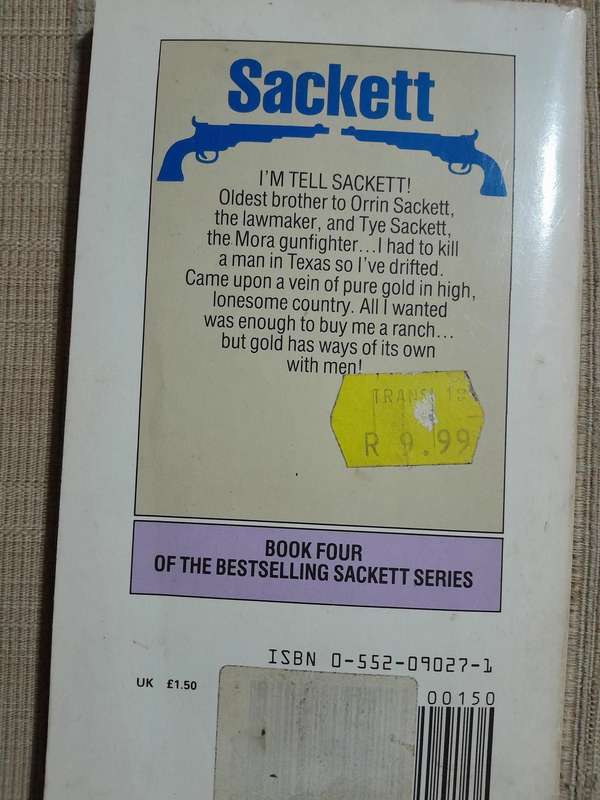 Sackett
I'M TELL SACKETT!
Oldest brother to Orrin Sackett,
the lawmaker, and Tye Sackett,
the Mora gunfighter...I had to kill
a man in Texas so I've drifted.
Came upon a vein of pure gold in high,
lonesome country. All I wanted
was enough to buy me a ranch...
but gold has ways of its own
with men!
R 9.99
BOOK FOUR
OF THE BESTSELLING SACKETT SERIES
ISBN 0-552-09027-1
UK £1.50
00150